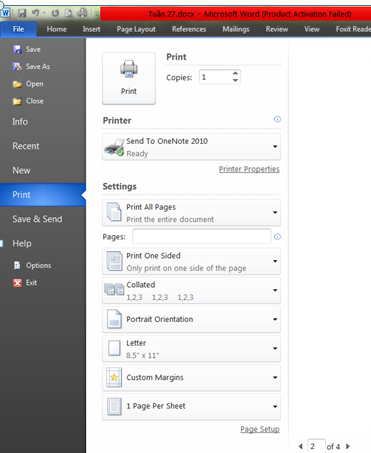 Tuần 27.docx - Microsoft Word (Product Activation Failed)
File Home Insert Page Layout References Mailings Review View Foxit Reader
Save
Save As
Open
Close
Info
Recent
New
Print
Save & Send
Help
Options
Exit
Print
Print
Copies: 1
Printer
Send To OneNote 2010
Ready
Printer Properties
Settings
Print All Pages
Print the entire document
Pages:
Print One Sided
Only print on one side of the page
Collated
1,2,3 1,2,3 1,2,3
Portrait Orientation
Letter
8.5" x 11"
Custom Margins
1 Page Per Sheet
Page Setup
2 of 4